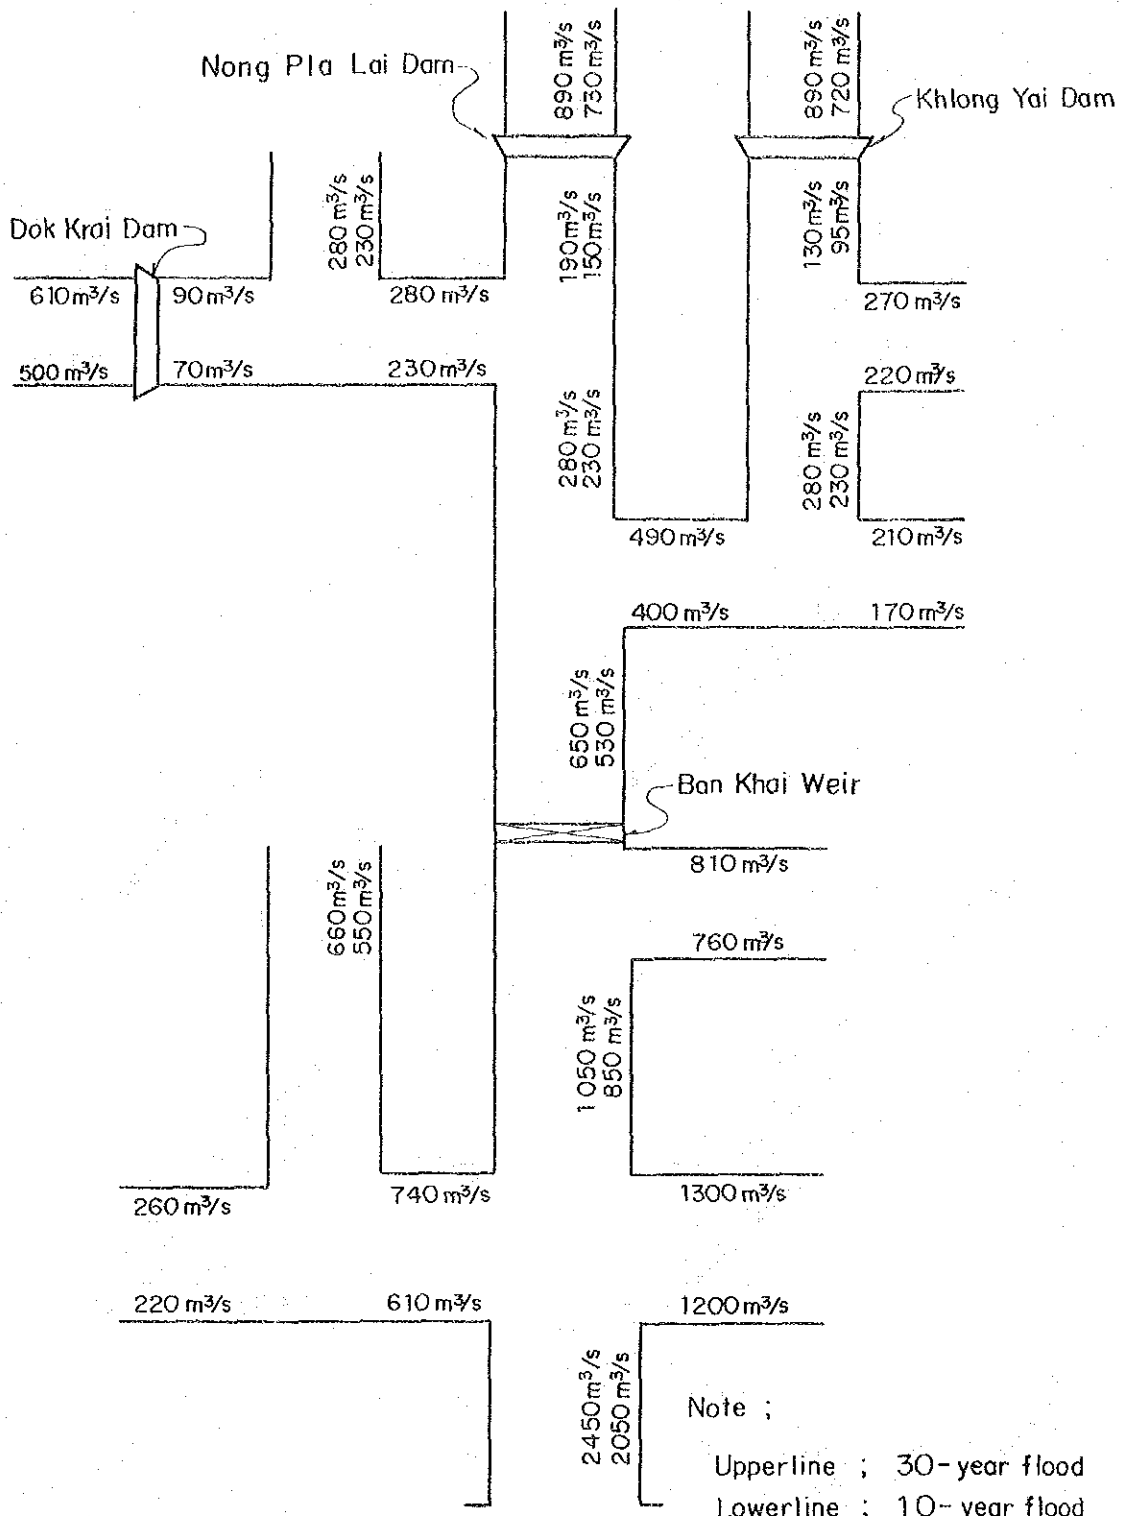 Nong Pla Lai Dam
890 m³/s
730 m³/s
890 m³/s
720 m³/s
Khlong Yai Dam
Dok Krai Dam
280 m³/s
230 m³/s
190 m³/s
150 m³/s
130 m³/s
95 m³/s
610 m³/s
90 m³/s
280 m³/s
270 m³/s
500 m³/s
70 m³/s
230 m³/s
220 m³/s
280 m³/s
230 m³/s
280 m³/s
230 m³/s
490 m³/s
210 m³/s
400 m³/s
170 m³/s
650 m³/s
530 m³/s
Ban Khai Weir
810 m³/s
660 m³/s
550 m³/s
760 m³/s
1050 m³/s
850 m³/s
260 m³/s
740 m³/s
1300 m³/s
220 m³/s
610 m³/s
1200 m³/s
2450 m³/s
2050 m³/s
Note ;
Upperline ; 30-year flood
Lowerline ; 10-year flood